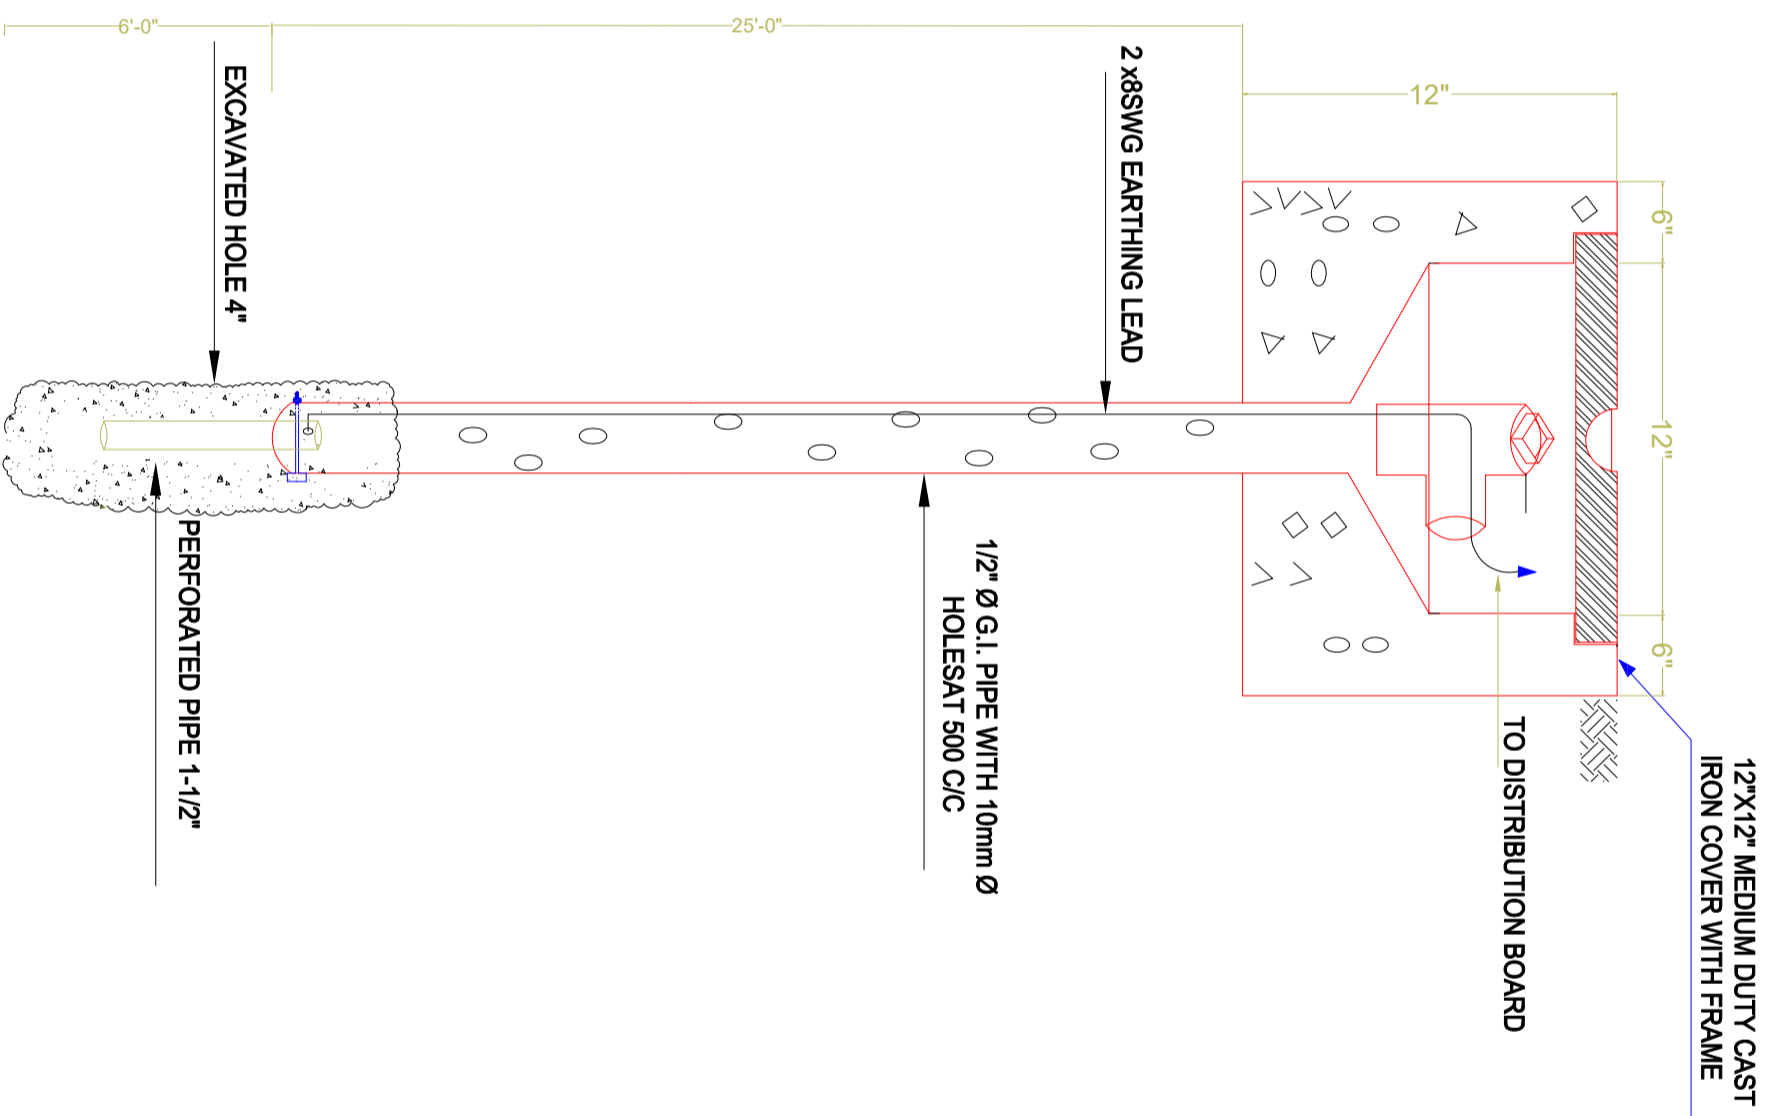 12"X12" MEDIUM DUTY CAST
IRON COVER WITH FRAME
6"
12"
6"
12"
TO DISTRIBUTION BOARD
2 x8SWG EARTHING LEAD
25'-0"
1/2" Ø G.I. PIPE WITH 10mm Ø
HOLESAT 500 C/C
EXCAVATED HOLE 4"
PERFORATED PIPE 1-1/2"
6'-0"